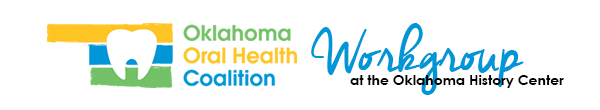 Oklahoma
Oral Health
Coalition
Workgroup
at the Oklahoma History Center